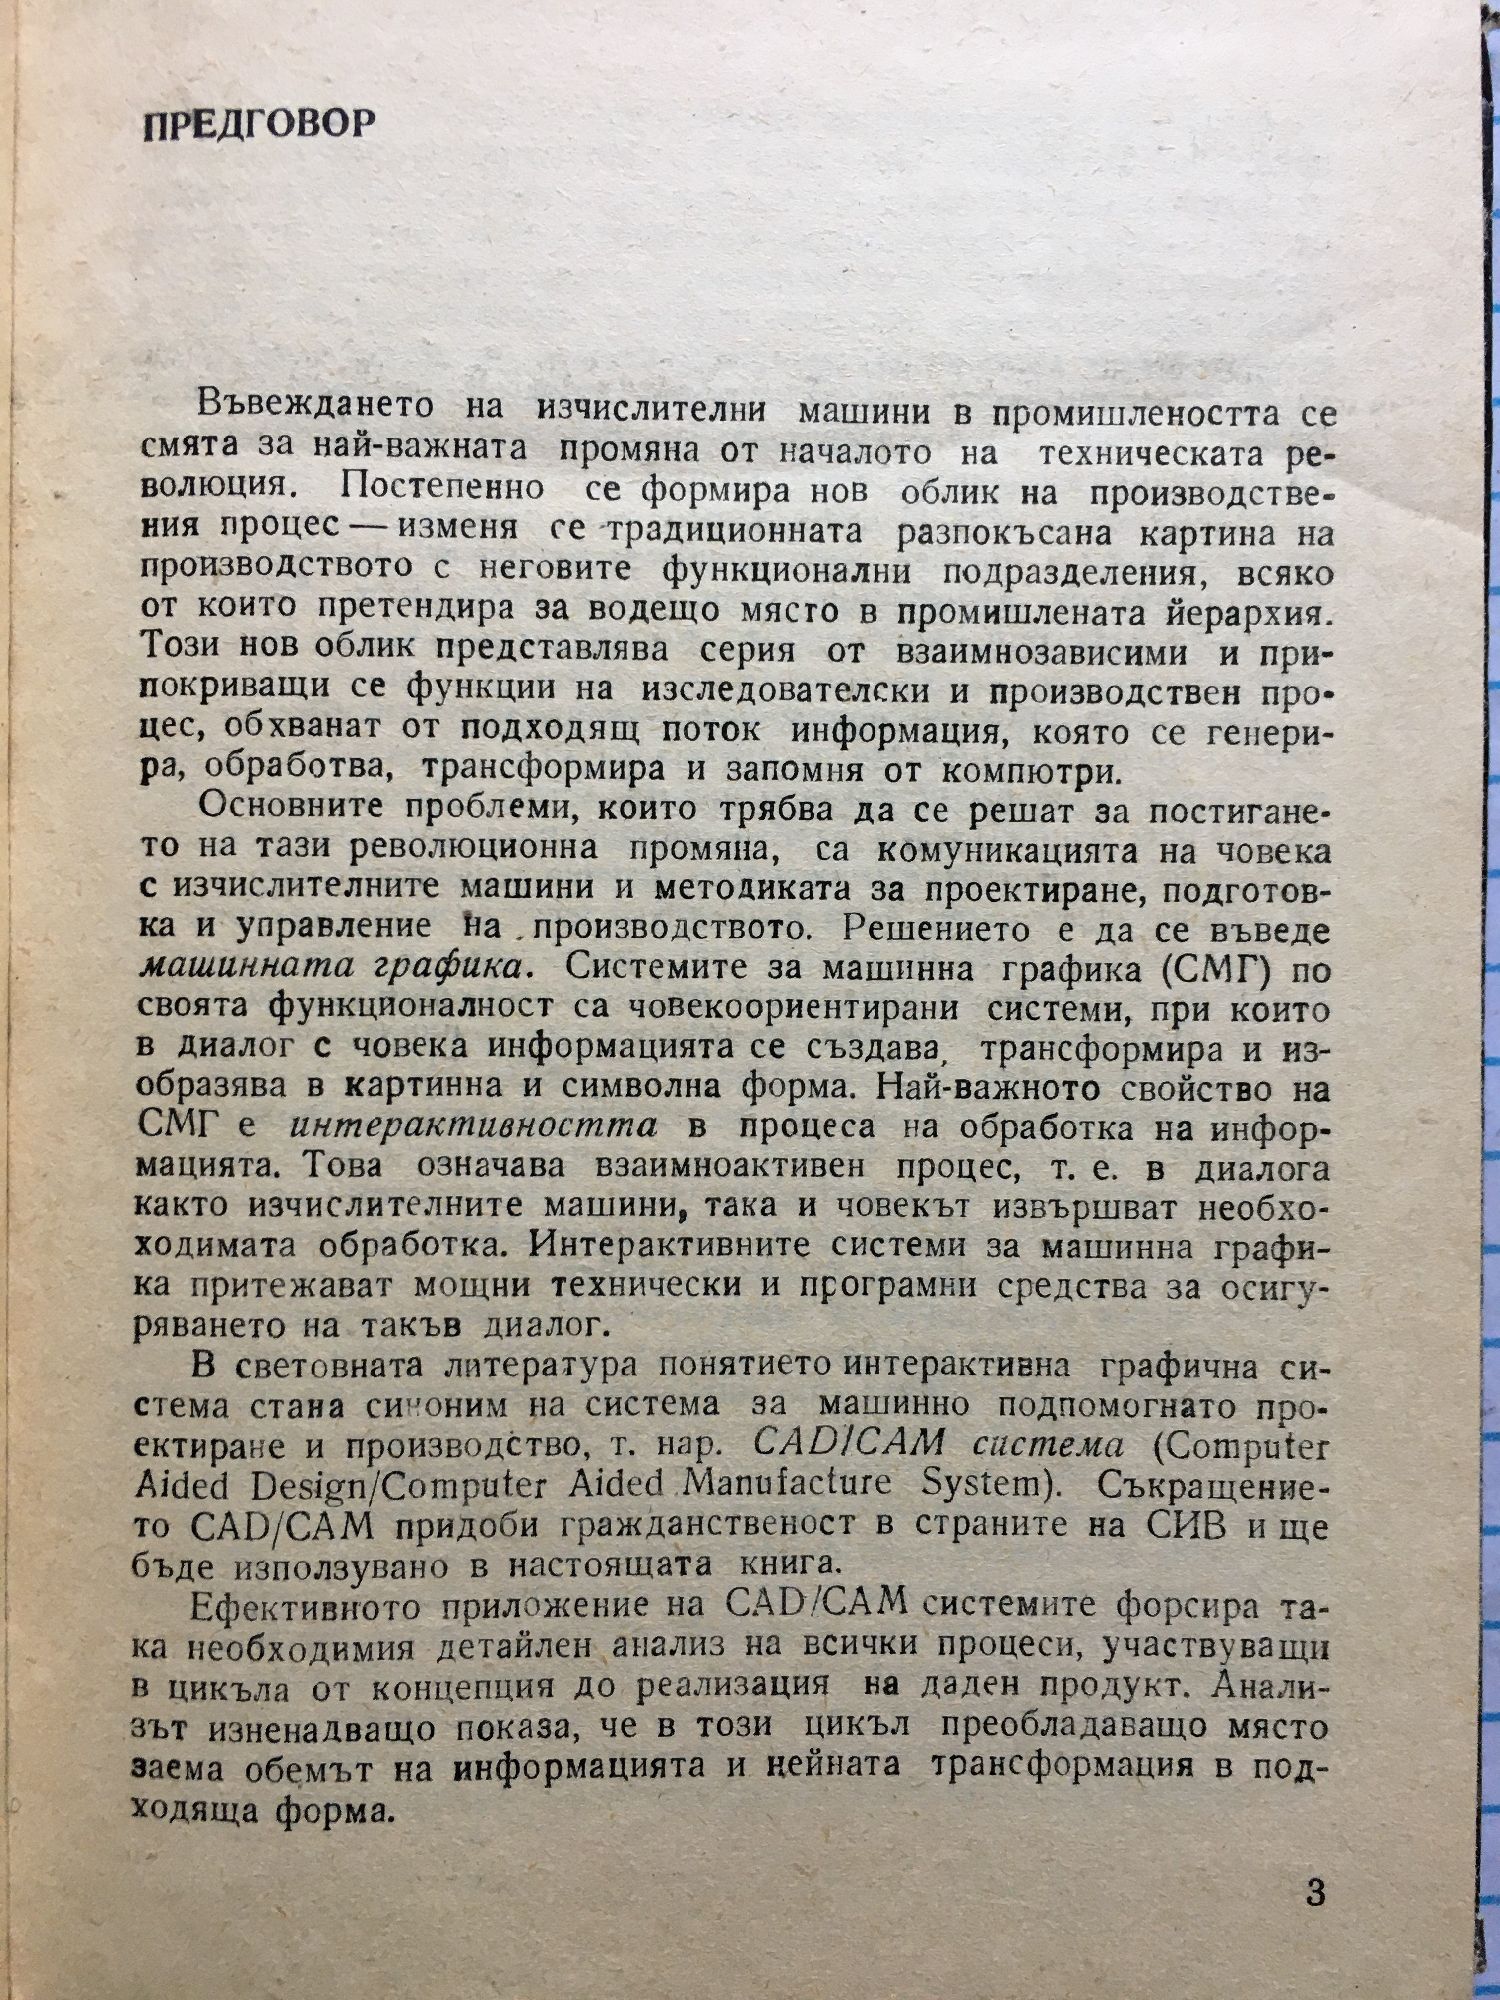 ПРЕДГОВОР
Въвеждането на изчислителни машини в промишлеността се
смята за най-важната промяна от началото на техническата ре-
волюция. Постепенно се формира нов облик на производстве-
ния процес — изменя се традиционната разпокъсана картина на
производството с неговите функционални подразделения, всяко
от които претендира за водещо място в промишлената йерархия.
Този нов облик представлява серия от взаимнозависими и при-
покриващи се функции на изследователски и производствен про-
цес, обхванат от подходящ поток информация, която се генери-
ра, обработва, трансформира и запомня от компютри.
Основните проблеми, които трябва да се решат за постигане-
то на тази революционна промяна, са комуникацията на човека
с изчислителните машини и методиката за проектиране, подготов-
ка и управление на производството. Решението е да се въведе
машинната графика. Системите за машинна графика (СМГ) по
своята функционалност са човекоориентирани системи, при които
в диалог с човека информацията се създава, трансформира и из-
образява в картинна и символна форма. Най-важното свойство на
СМГ е интерактивността в процеса на обработка на инфор-
мацията. Това означава взаимноактивен процес, т. е. в диалога
както изчислителните машини, така и човекът извършват необхо-
ходимата обработка. Интерактивните системи за машинна графи-
ка притежават мощни технически и програмни средства за осигу-
ряването на такъв диалог.
В световната литература понятието интерактивна графична си-
стема стана синоним на система за машинно подпомогнато про-
ектиране и производство, т. нар. CAD/CAM система (Computer
Aided Design/Computer Aided Manufacture System). Съкращение-
то CAD/CAM придоби гражданственост в страните на СИВ и ще
бъде използувано в настоящата книга.
Ефективното приложение на CAD/CAM системите форсира та-
ка необходимия детайлен анализ на всички процеси, участвуващи
в цикъла от концепция до реализация на даден продукт. Анали-
зът изненадващо показа, че в този цикъл преобладаващо място
заема обемът на информацията и нейната трансформация в под-
ходяща форма.
3